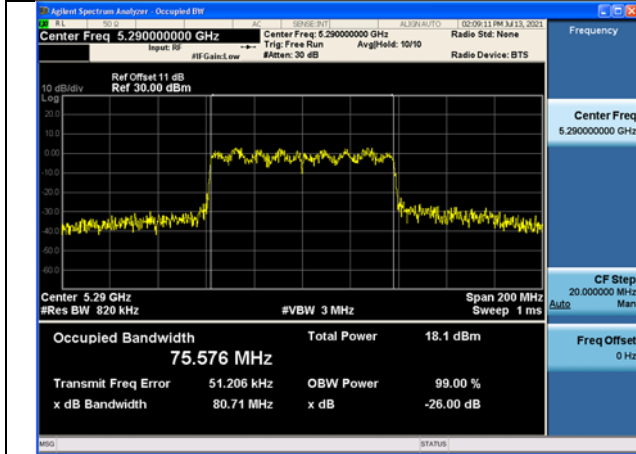 Agilent Spectrum Analyzer - Occupied BW
RL 50 Ω AC SENSE:INT ALIGN AUTO 02:09:11 PM Jul 13, 2021
Center Freq 5.290000000 GHz Center Freq: 5.290000000 GHz Radio Std: None Frequency
Input: RF Trig: Free Run Avg|Hold: 10/10
#IFGain:Low #Atten: 30 dB Radio Device: BTS
Ref Offset 11 dB
10 dB/div Ref 30.00 dBm
Log
20.0
10.0
0.00
-10.0
-20.0
-30.0
-40.0
-50.0
-60.0
Center Freq
5.290000000 GHz
Center 5.29 GHz Span 200 MHz
#Res BW 820 kHz #VBW 3 MHz Sweep 1 ms
CF Step
20.000000 MHz
Auto Man
Occupied Bandwidth Total Power 18.1 dBm
75.576 MHz
Transmit Freq Error 51.206 kHz OBW Power 99.00 %
x dB Bandwidth 80.71 MHz x dB -26.00 dB
Freq Offset
0 Hz
MSG STATUS